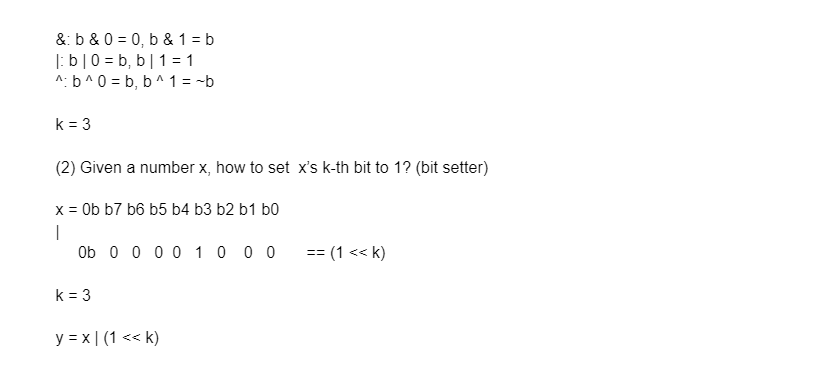 &: b & 0 = 0, b & 1 = b
|: b | 0 = b, b | 1 = 1
^: b ^ 0 = b, b ^ 1 = ~b
k = 3
(2) Given a number x, how to set  x's k-th bit to 1? (bit setter)
x = 0b b7 b6 b5 b4 b3 b2 b1 b0
|
0b 0 0 0 0 1 0 0 0 == (1 << k)
k = 3
y = x | (1 << k)